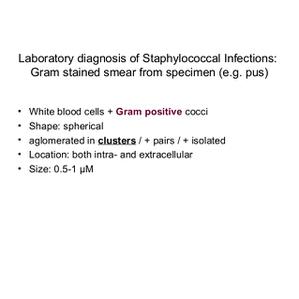 Laboratory diagnosis of Staphylococcal Infections:
Gram stained smear from specimen (e.g. pus)
• White blood cells + Gram positive cocci
• Shape: spherical
• aglomerated in clusters / + pairs / + isolated
• Location: both intra- and extracellular
• Size: 0.5-1 µM